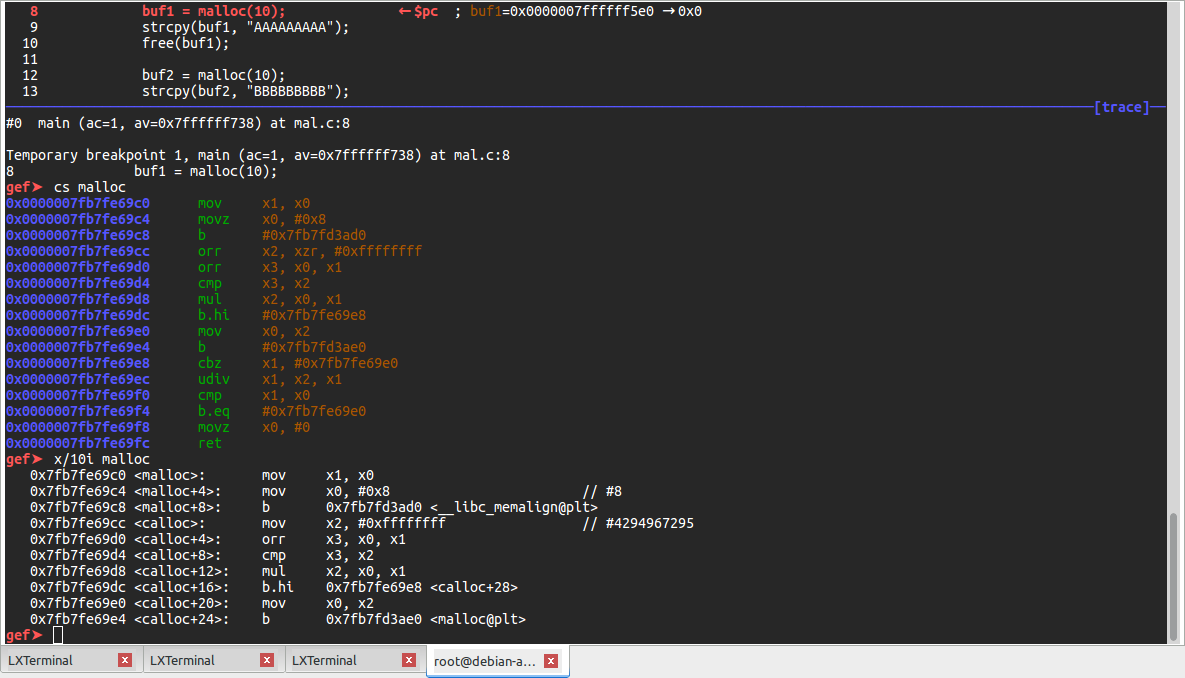 8 buf1 = malloc(10); ←$pc ; buf1=0x0000007ffffff5e0 →0x0
9 strcpy(buf1, "AAAAAAAAA");
10 free(buf1);
11
12 buf2 = malloc(10);
13 strcpy(buf2, "BBBBBBBBB");
[trace]
#0 main (ac=1, av=0x7ffffff738) at mal.c:8
Temporary breakpoint 1, main (ac=1, av=0x7ffffff738) at mal.c:8
8 buf1 = malloc(10);
gef➤ cs malloc
0x0000007fb7fe69c0 mov x1, x0
0x0000007fb7fe69c4 movz x0, #0x8
0x0000007fb7fe69c8 b #0x7fb7fd3ad0
0x0000007fb7fe69cc orr x2, xzr, #0xffffffff
0x0000007fb7fe69d0 orr x3, x0, x1
0x0000007fb7fe69d4 cmp x3, x2
0x0000007fb7fe69d8 mul x2, x0, x1
0x0000007fb7fe69dc b.hi #0x7fb7fe69e8
0x0000007fb7fe69e0 mov x0, x2
0x0000007fb7fe69e4 b #0x7fb7fd3ae0
0x0000007fb7fe69e8 cbz x1, #0x7fb7fe69e0
0x0000007fb7fe69ec udiv x1, x2, x1
0x0000007fb7fe69f0 cmp x1, x0
0x0000007fb7fe69f4 b.eq #0x7fb7fe69e0
0x0000007fb7fe69f8 movz x0, #0
0x0000007fb7fe69fc ret
gef➤ x/10i malloc
0x7fb7fe69c0 <malloc>: mov x1, x0
0x7fb7fe69c4 <malloc+4>: mov x0, #0x8 // #8
0x7fb7fe69c8 <malloc+8>: b 0x7fb7fd3ad0 <__libc_memalign@plt>
0x7fb7fe69cc <calloc>: mov x2, #0xffffffff // #4294967295
0x7fb7fe69d0 <calloc+4>: orr x3, x0, x1
0x7fb7fe69d4 <calloc+8>: cmp x3, x2
0x7fb7fe69d8 <calloc+12>: mul x2, x0, x1
0x7fb7fe69dc <calloc+16>: b.hi 0x7fb7fe69e8 <calloc+28>
0x7fb7fe69e0 <calloc+20>: mov x0, x2
0x7fb7fe69e4 <calloc+24>: b 0x7fb7fd3ae0 <malloc@plt>
gef➤
LXTerminal x LXTerminal x LXTerminal x root@debian-a... x